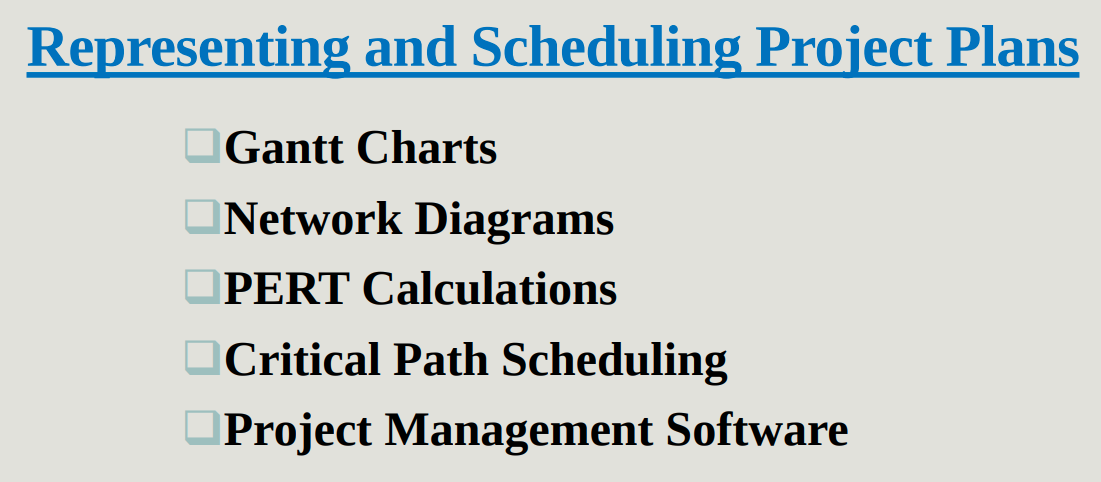 Representing and Scheduling Project Plans
Gantt Charts
Network Diagrams
PERT Calculations
Critical Path Scheduling
Project Management Software